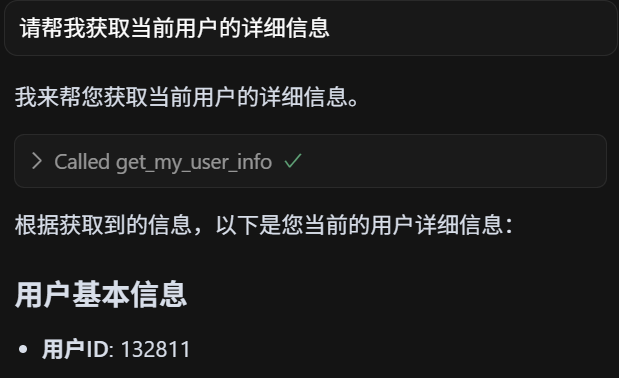 请帮我获取当前用户的详细信息
我来帮您获取当前用户的详细信息。
Called get_my_user_info
根据获取到的信息，以下是您当前的用户详细信息：
用户基本信息
用户ID: 132811